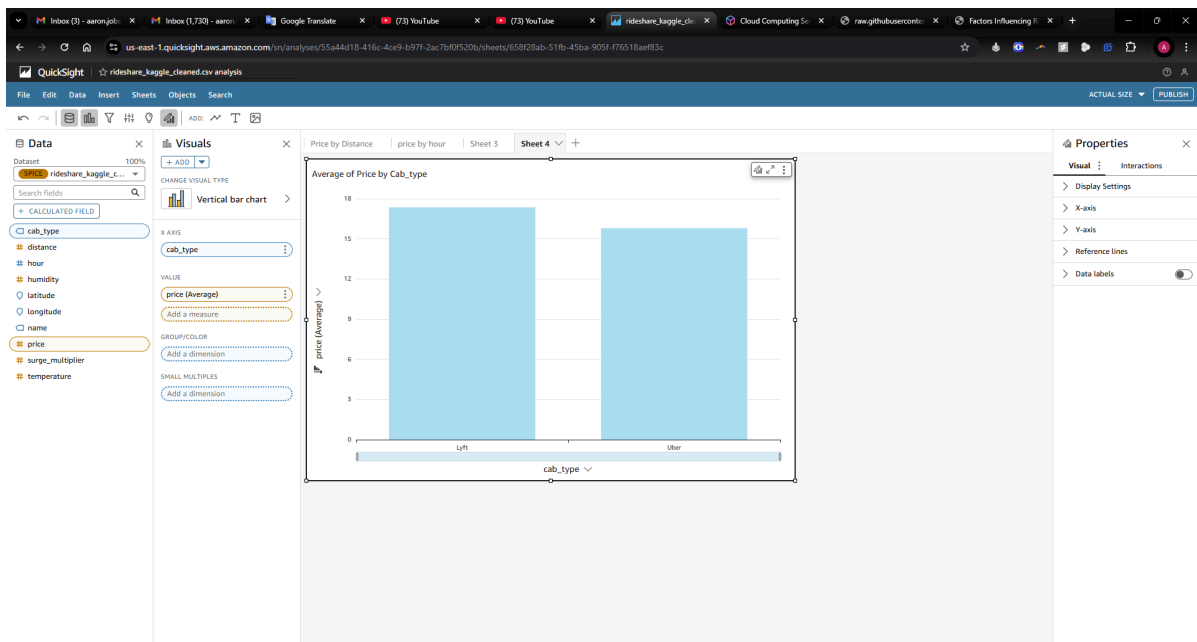 M Inbox (3) - aaron.jobs
M Inbox (1,730) - aaron.
Google Translate
(73) YouTube
(73) YouTube
rideshare_kaggle_cle
Cloud Computing Ser
raw.githubuserconten
Factors Influencing R
us-east-1.quicksight.aws.amazon.com/sn/analyses/55a44d18-416c-4ce9-b97f-2ac7bf0f520b/sheets/658f28ab-51fb-45ba-905f-f76518aef83c
A
QuickSight
rideshare_kaggle_cleaned.csv analysis
File Edit Data Insert Sheets Objects Search
ACTUAL SIZE
PUBLISH
ADD:
T
Data
Dataset 100%
SPICE rideshare_kaggle_c...
Search fields
+ CALCULATED FIELD
cab_type
# distance
# hour
# humidity
latitude
longitude
name
# price
# surge_multiplier
# temperature
Visuals
+ ADD
CHANGE VISUAL TYPE
Vertical bar chart
X AXIS
cab_type
VALUE
price (Average)
Add a measure
GROUP/COLOR
Add a dimension
SMALL MULTIPLES
Add a dimension
Price by Distance
price by hour
Sheet 3
Sheet 4
Average of Price by Cab_type
18
15
12
9
6
3
0
price (Average)
Lyft
Uber
cab_type
Properties
Visual
Interactions
Display Settings
X-axis
Y-axis
Reference lines
Data labels